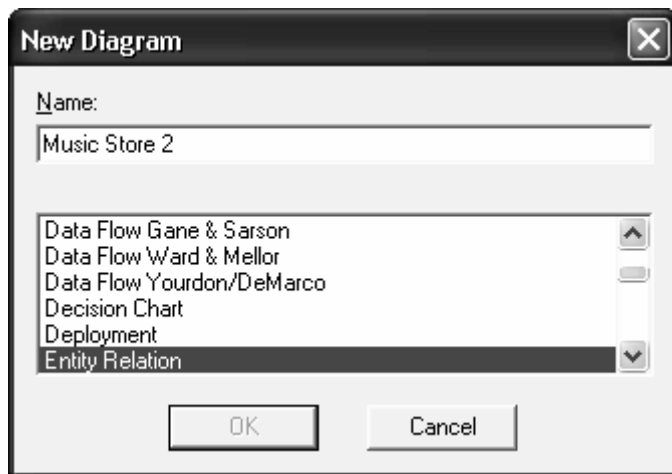 New Diagram
Name:
Music Store 2
Data Flow Gane & Sarson
Data Flow Ward & Mellor
Data Flow Yourdon/DeMarco
Decision Chart
Deployment
Entity Relation
OK
Cancel